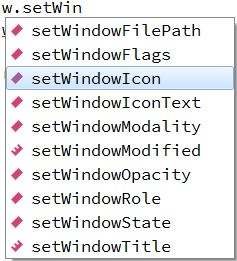 w.setWin
setWindowFilePath
setWindowFlags
setWindowIcon
setWindowIconText
setWindowModality
setWindowModified
setWindowOpacity
setWindowRole
setWindowState
setWindowTitle